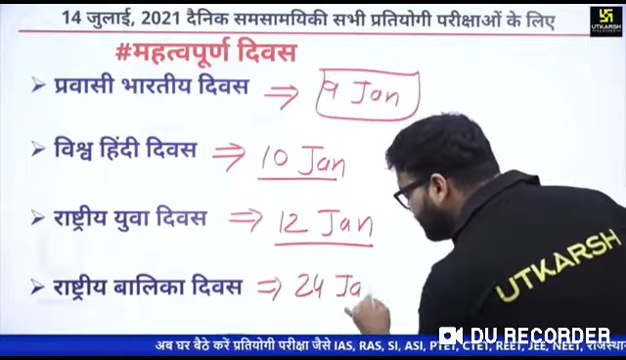 14 जुलाई, 2021 दैनिक समसामयिकी सभी प्रतियोगी परीक्षाओं के लिए
UTKARSH
#महत्वपूर्ण दिवस
➤ प्रवासी भारतीय दिवस ⇒ 9 Jan
➤ विश्व हिंदी दिवस ⇒ 10 Jan
➤ राष्ट्रीय युवा दिवस ⇒ 12 Jan
➤ राष्ट्रीय बालिका दिवस ⇒ 24 Ja
UTKARSH
DU RECORDER
अब घर बैठे करें प्रतियोगी परीक्षा जैसे IAS, RAS, SI, ASI, PTET, CTET, REET, JEE, NEET, राजस्था